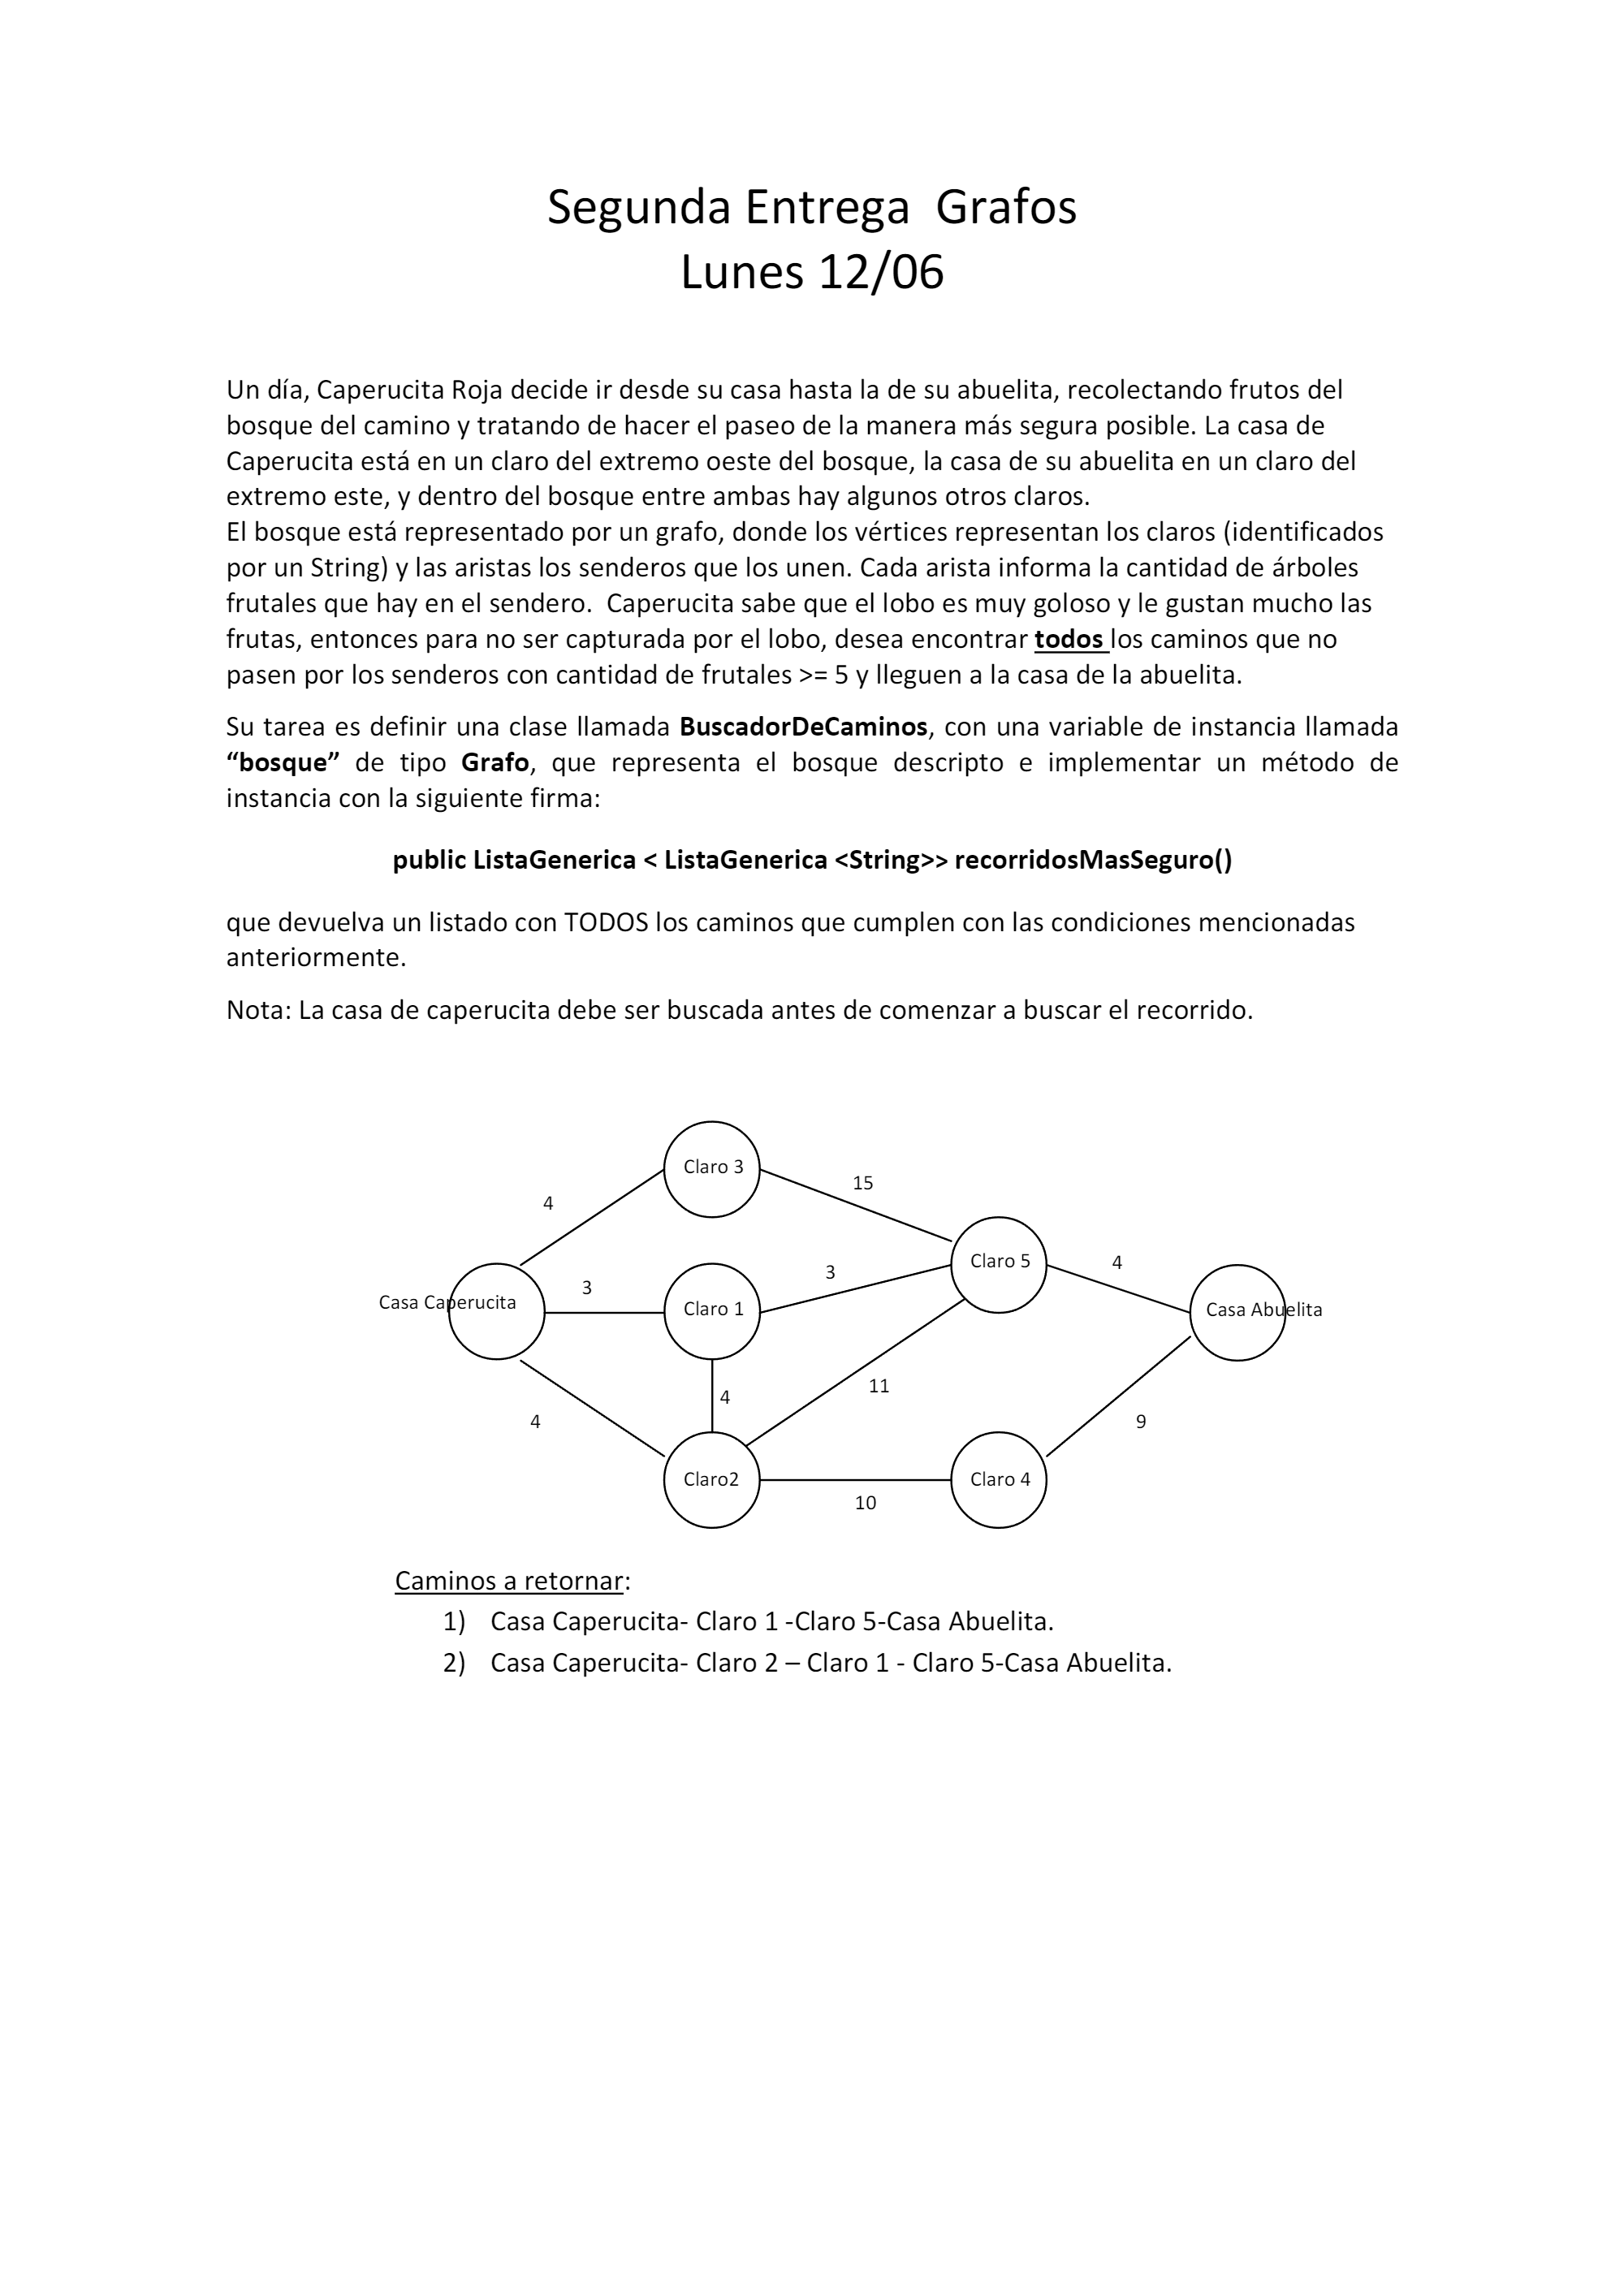 Segunda Entrega  Grafos
Lunes 12/06
Un día, Caperucita Roja decide ir desde su casa hasta la de su abuelita, recolectando frutos del
bosque del camino y tratando de hacer el paseo de la manera más segura posible. La casa de
Caperucita está en un claro del extremo oeste del bosque, la casa de su abuelita en un claro del
extremo este, y dentro del bosque entre ambas hay algunos otros claros.
El bosque está representado por un grafo, donde los vértices representan los claros (identificados
por un String) y las aristas los senderos que los unen. Cada arista informa la cantidad de árboles
frutales que hay en el sendero.  Caperucita sabe que el lobo es muy goloso y le gustan mucho las
frutas, entonces para no ser capturada por el lobo, desea encontrar todos los caminos que no
pasen por los senderos con cantidad de frutales >= 5 y lleguen a la casa de la abuelita.
Su tarea es definir una clase llamada BuscadorDeCaminos, con una variable de instancia llamada
“bosque” de tipo Grafo, que representa el bosque descripto e implementar un método de
instancia con la siguiente firma:
public ListaGenerica < ListaGenerica <String>> recorridosMasSeguro()
que devuelva un listado con TODOS los caminos que cumplen con las condiciones mencionadas
anteriormente.
Nota: La casa de caperucita debe ser buscada antes de comenzar a buscar el recorrido.
Claro 3
15
4
Claro 5
4
3
3
Casa Caperucita
Claro 1
Casa Abuelita
11
4
4
9
Claro2
Claro 4
10
Caminos a retornar:
1) Casa Caperucita- Claro 1 -Claro 5-Casa Abuelita.
2) Casa Caperucita- Claro 2 – Claro 1 - Claro 5-Casa Abuelita.